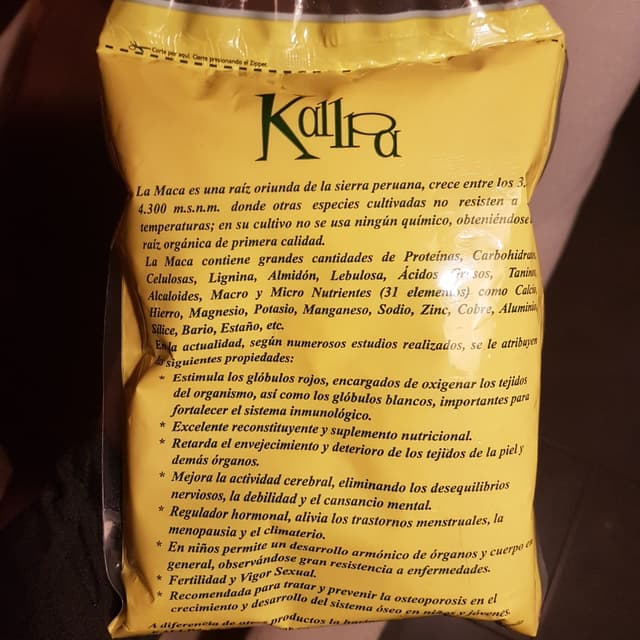 Corte por aquí. Cierre presionando el Zipper.
Kallpa
La Maca es una raíz oriunda de la sierra peruana, crece entre los 3.
4.300 m.s.n.m. donde otras especies cultivadas no resisten a
temperaturas; en su cultivo no se usa ningún químico, obteniéndose
raíz orgánica de primera calidad.
La Maca contiene grandes cantidades de Proteínas, Carbohidratos
Celulosas, Lignina, Almidón, Lebulosa, Ácidos Grasos, Taninos
Alcaloides, Macro y Micro Nutrientes (31 elementos) como Calcio,
Hierro, Magnesio, Potasio, Manganeso, Sodio, Zinc, Cobre, Aluminio,
Sílice, Bario, Estaño, etc.
En la actualidad, según numerosos estudios realizados, se le atribuyen
las siguientes propiedades:
* Estimula los glóbulos rojos, encargados de oxigenar los tejidos
del organismo, así como los glóbulos blancos, importantes para
fortalecer el sistema inmunológico.
* Excelente reconstituyente y suplemento nutricional.
* Retarda el envejecimiento y deterioro de los tejidos de la piel y
demás órganos.
* Mejora la actividad cerebral, eliminando los desequilibrios
nerviosos, la debilidad y el cansancio mental.
* Regulador hormonal, alivia los trastornos menstruales, la
menopausia y el climaterio.
* En niños permite un desarrollo armónico de órganos y cuerpo en
general, observándose gran resistencia a enfermedades.
* Fertilidad y Vigor Sexual.
* Recomendada para tratar y prevenir la osteoporosis en el
crecimiento y desarrollo del sistema óseo en niños y jóvenes.
A diferencia de otros productos la